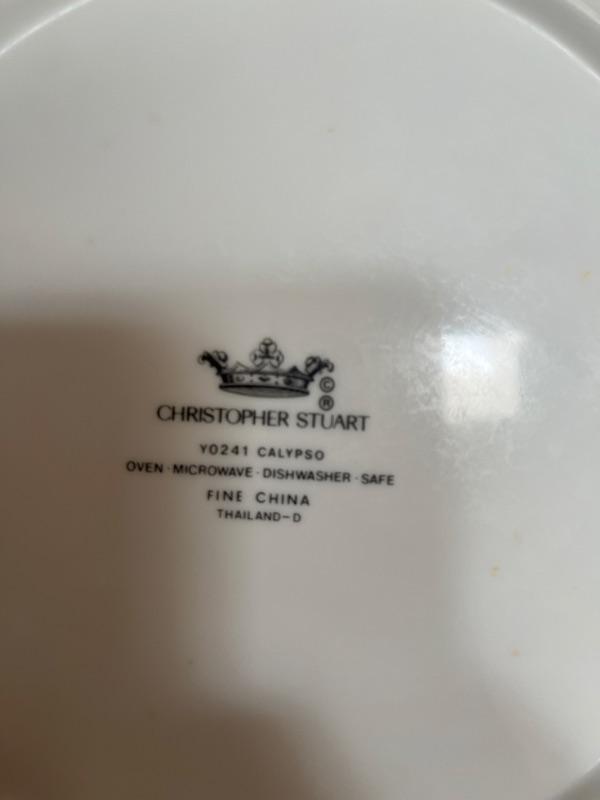 ©
®
CHRISTOPHER STUART
Y0241 CALYPSO
OVEN · MICROWAVE · DISHWASHER · SAFE
FINE CHINA
THAILAND-D